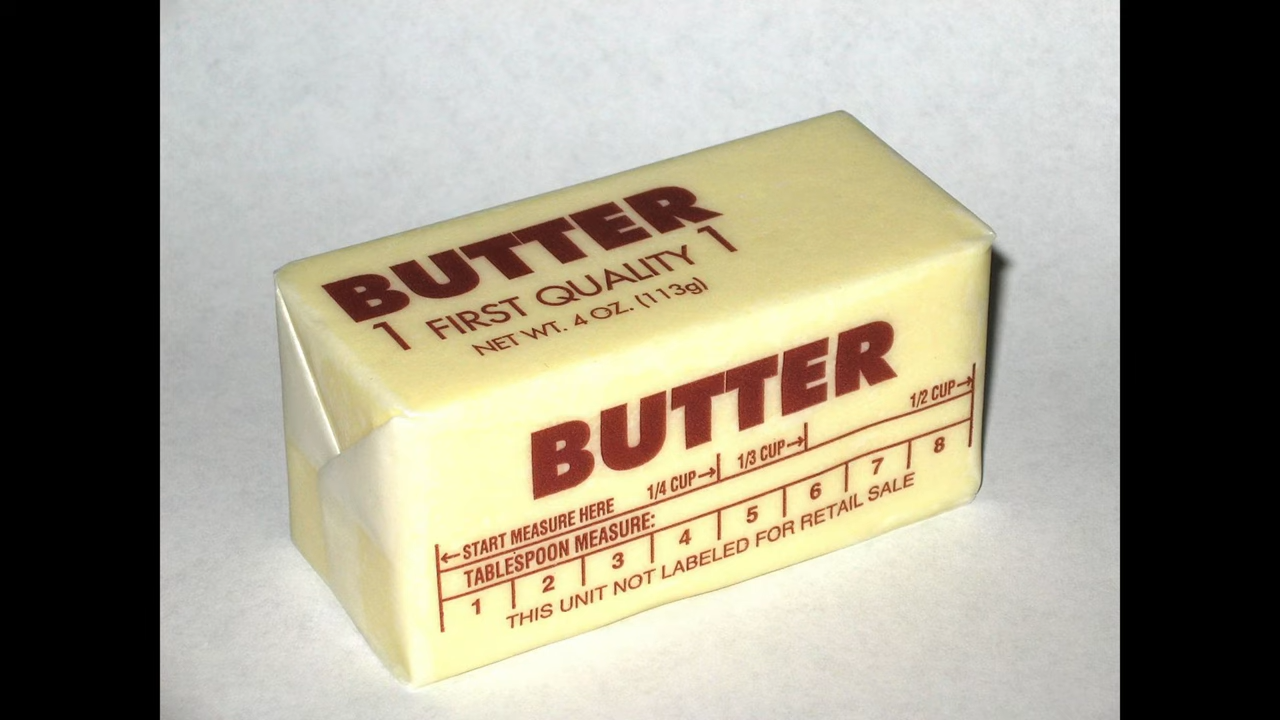 BUTTER
1 FIRST QUALITY 1
NET WT. 4 OZ. (113g)
BUTTER
1/2 CUP→
1/4 CUP→ 1/3 CUP→
←START MEASURE HERE
TABLESPOON MEASURE:
1 2 3 4 5 6 7 8
THIS UNIT NOT LABELED FOR RETAIL SALE